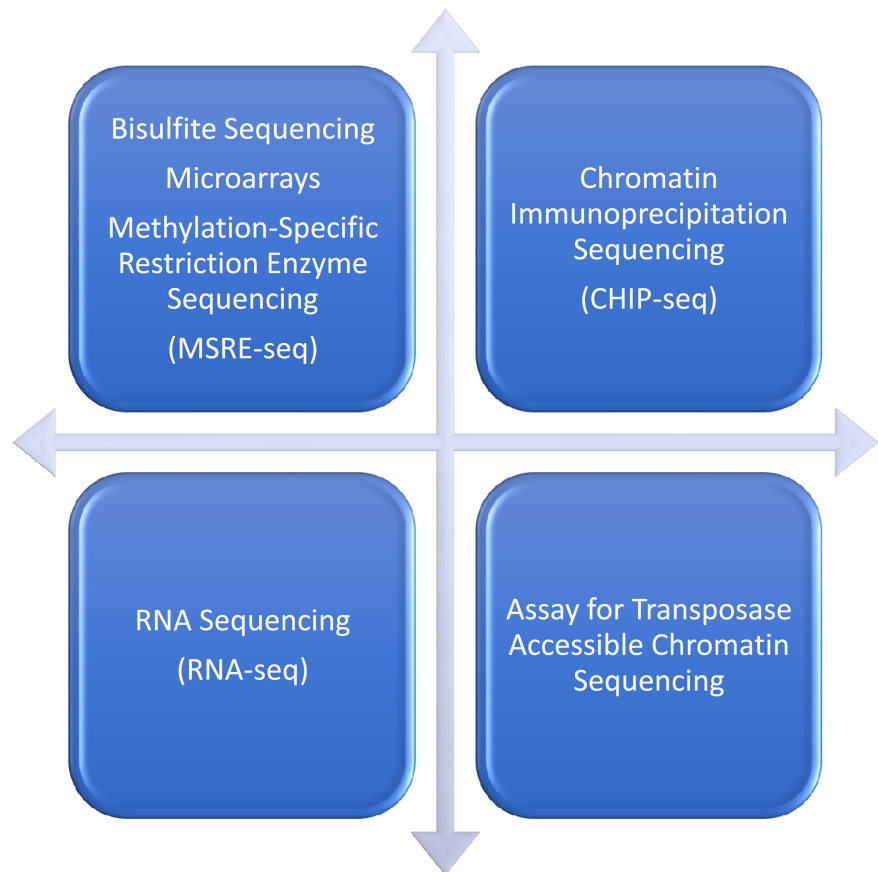 Bisulfite Sequencing
Microarrays
Methylation-Specific
Restriction Enzyme
Sequencing
(MSRE-seq)
Chromatin
Immunoprecipitation
Sequencing
(CHIP-seq)
RNA Sequencing
(RNA-seq)
Assay for Transposase
Accessible Chromatin
Sequencing